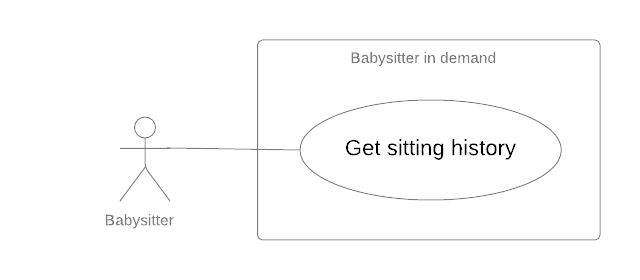 Babysitter in demand
Get sitting history
Babysitter